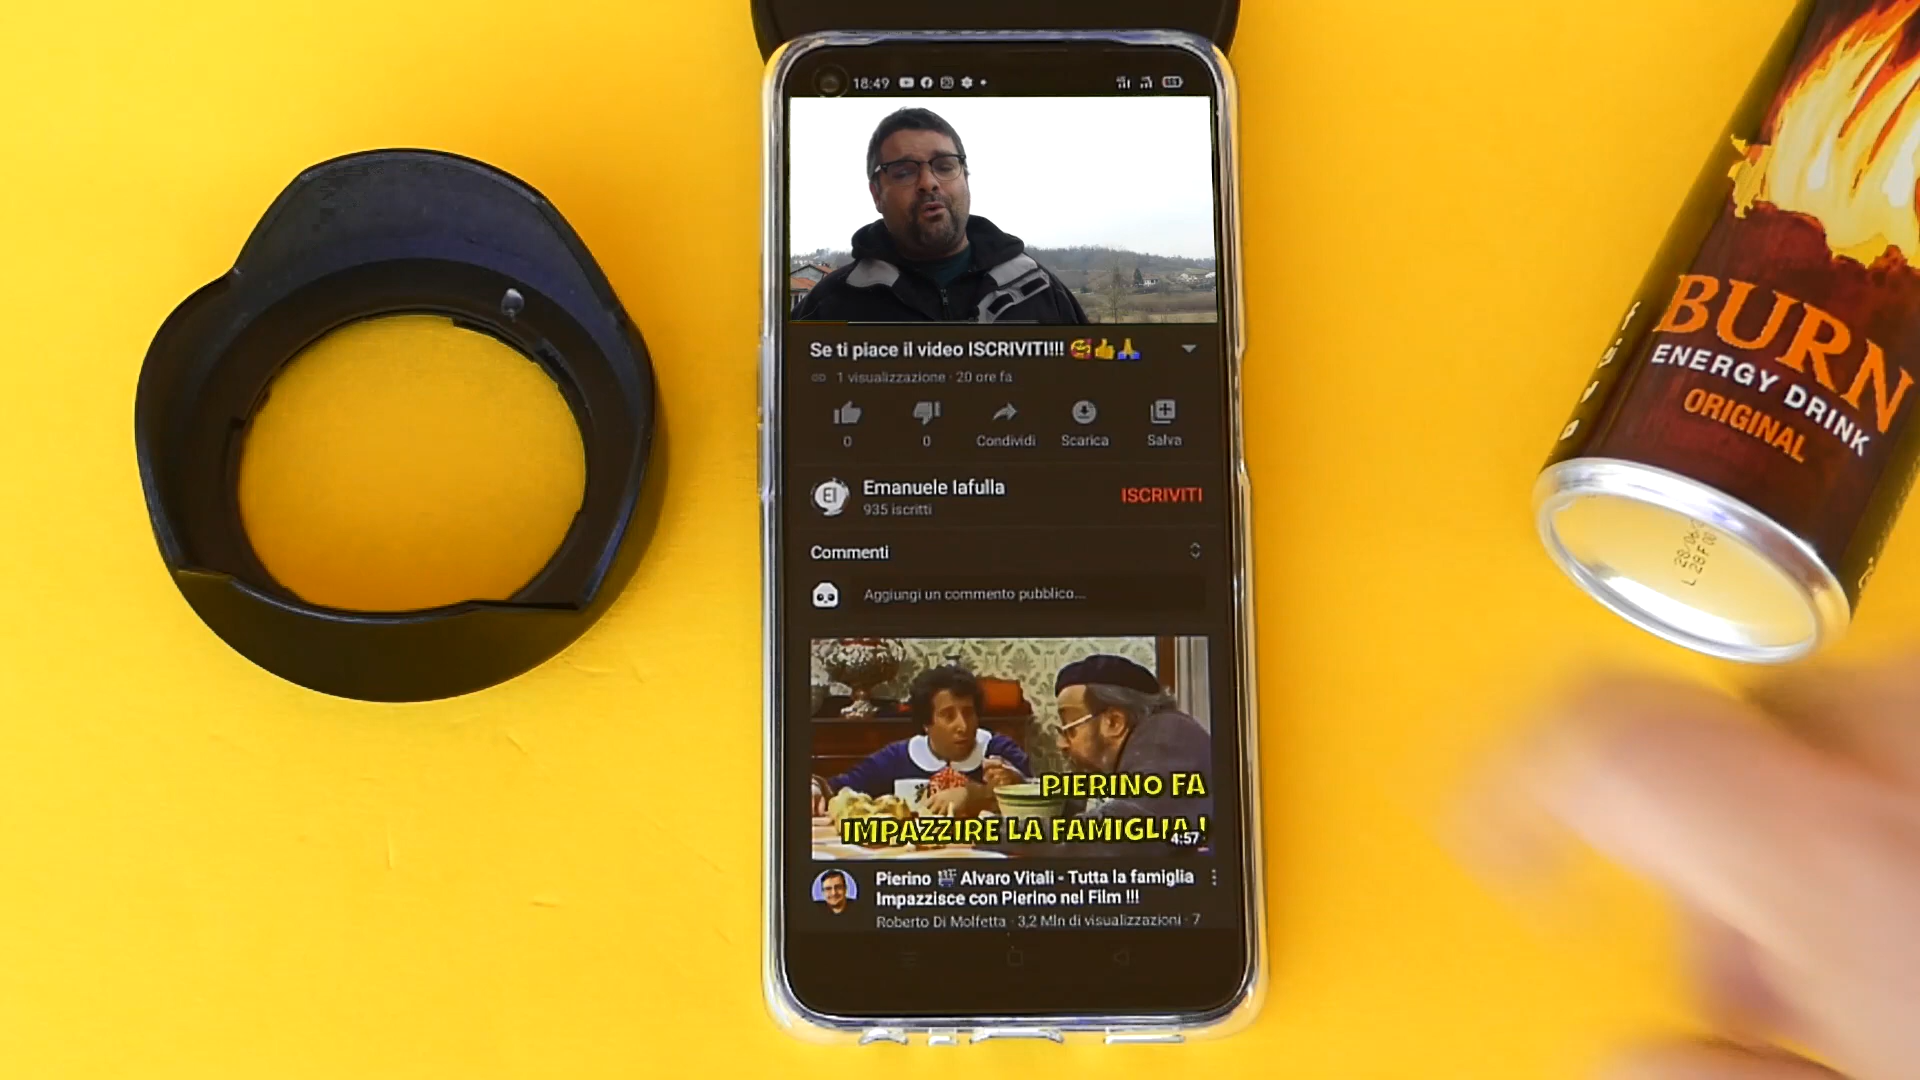 18:49
Se ti piace il video ISCRIVITI!!! 🥰👍🙏
1 visualizzazione · 20 ore fa
0
0
Condividi
Scarica
Salva
EI
Emanuele Iafulla
935 iscritti
ISCRIVITI
Commenti
Aggiungi un commento pubblico...
PIERINO FA
IMPAZZIRE LA FAMIGLIA !
4:57
Pierino 🎬 Alvaro Vitali - Tutta la famiglia
Impazzisce con Pierino nel Film !!!
Roberto Di Molfetta · 3,2 Mln di visualizzazioni · 7
BURN
ENERGY DRINK
ORIGINAL
L 28F